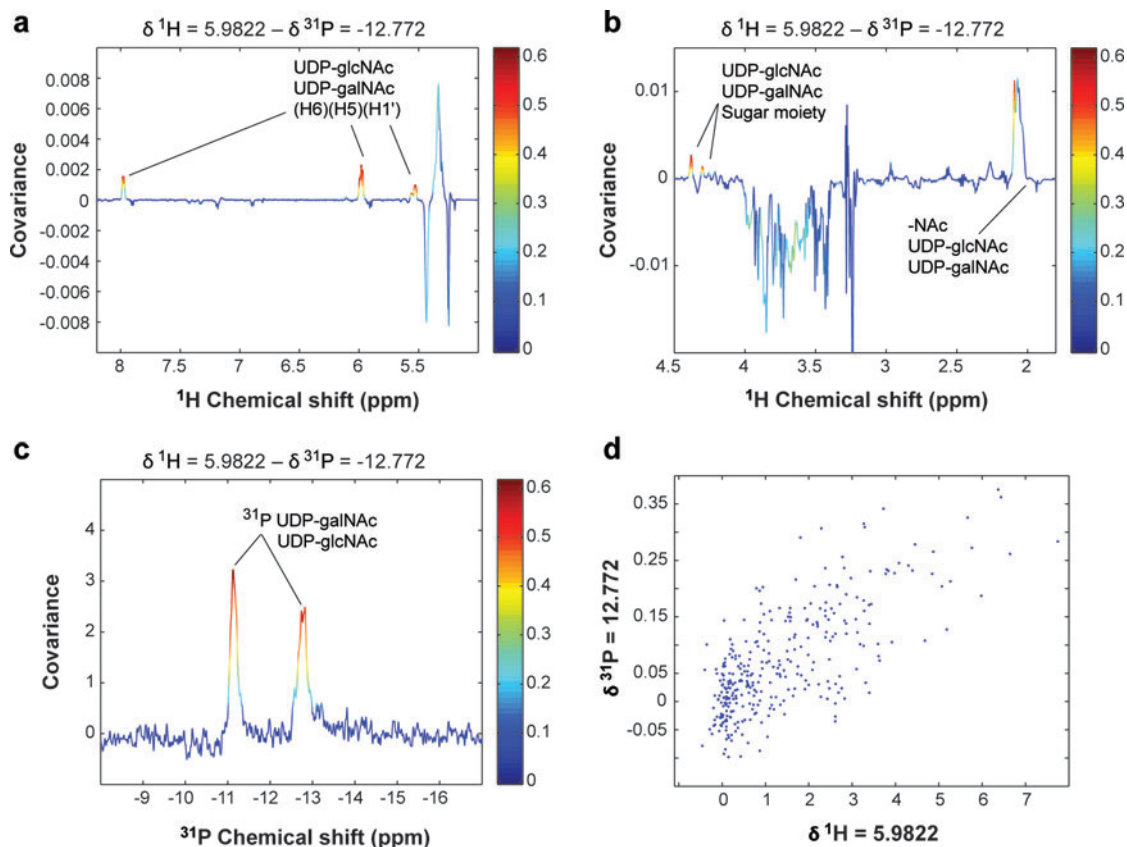 a
δ ¹H = 5.9822 – δ ³¹P = -12.772
UDP-glcNAc
UDP-galNAc
(H6)(H5)(H1')
Covariance
0.008
0.006
0.004
0.002
0
-0.002
-0.004
-0.006
-0.008
8 7.5 7 6.5 6 5.5
¹H Chemical shift (ppm)
0.6
0.5
0.4
0.3
0.2
0.1
0
b
δ ¹H = 5.9822 – δ ³¹P = -12.772
UDP-glcNAc
UDP-galNAc
Sugar moiety
-NAc
UDP-glcNAc
UDP-galNAc
Covariance
0.01
0
-0.01
-0.01
4.5 4 3.5 3 2.5 2
¹H Chemical shift (ppm)
0.6
0.5
0.4
0.3
0.2
0.1
0
c
δ ¹H = 5.9822 – δ ³¹P = -12.772
³¹P UDP-galNAc
UDP-glcNAc
Covariance
4
3
2
1
0
-9 -10 -11 -12 -13 -14 -15 -16
³¹P Chemical shift (ppm)
0.6
0.5
0.4
0.3
0.2
0.1
0
d
δ ³¹P = 12.772
0.35
0.25
0.15
0.05
0
-0.05
0 1 2 3 4 5 6 7
δ ¹H = 5.9822